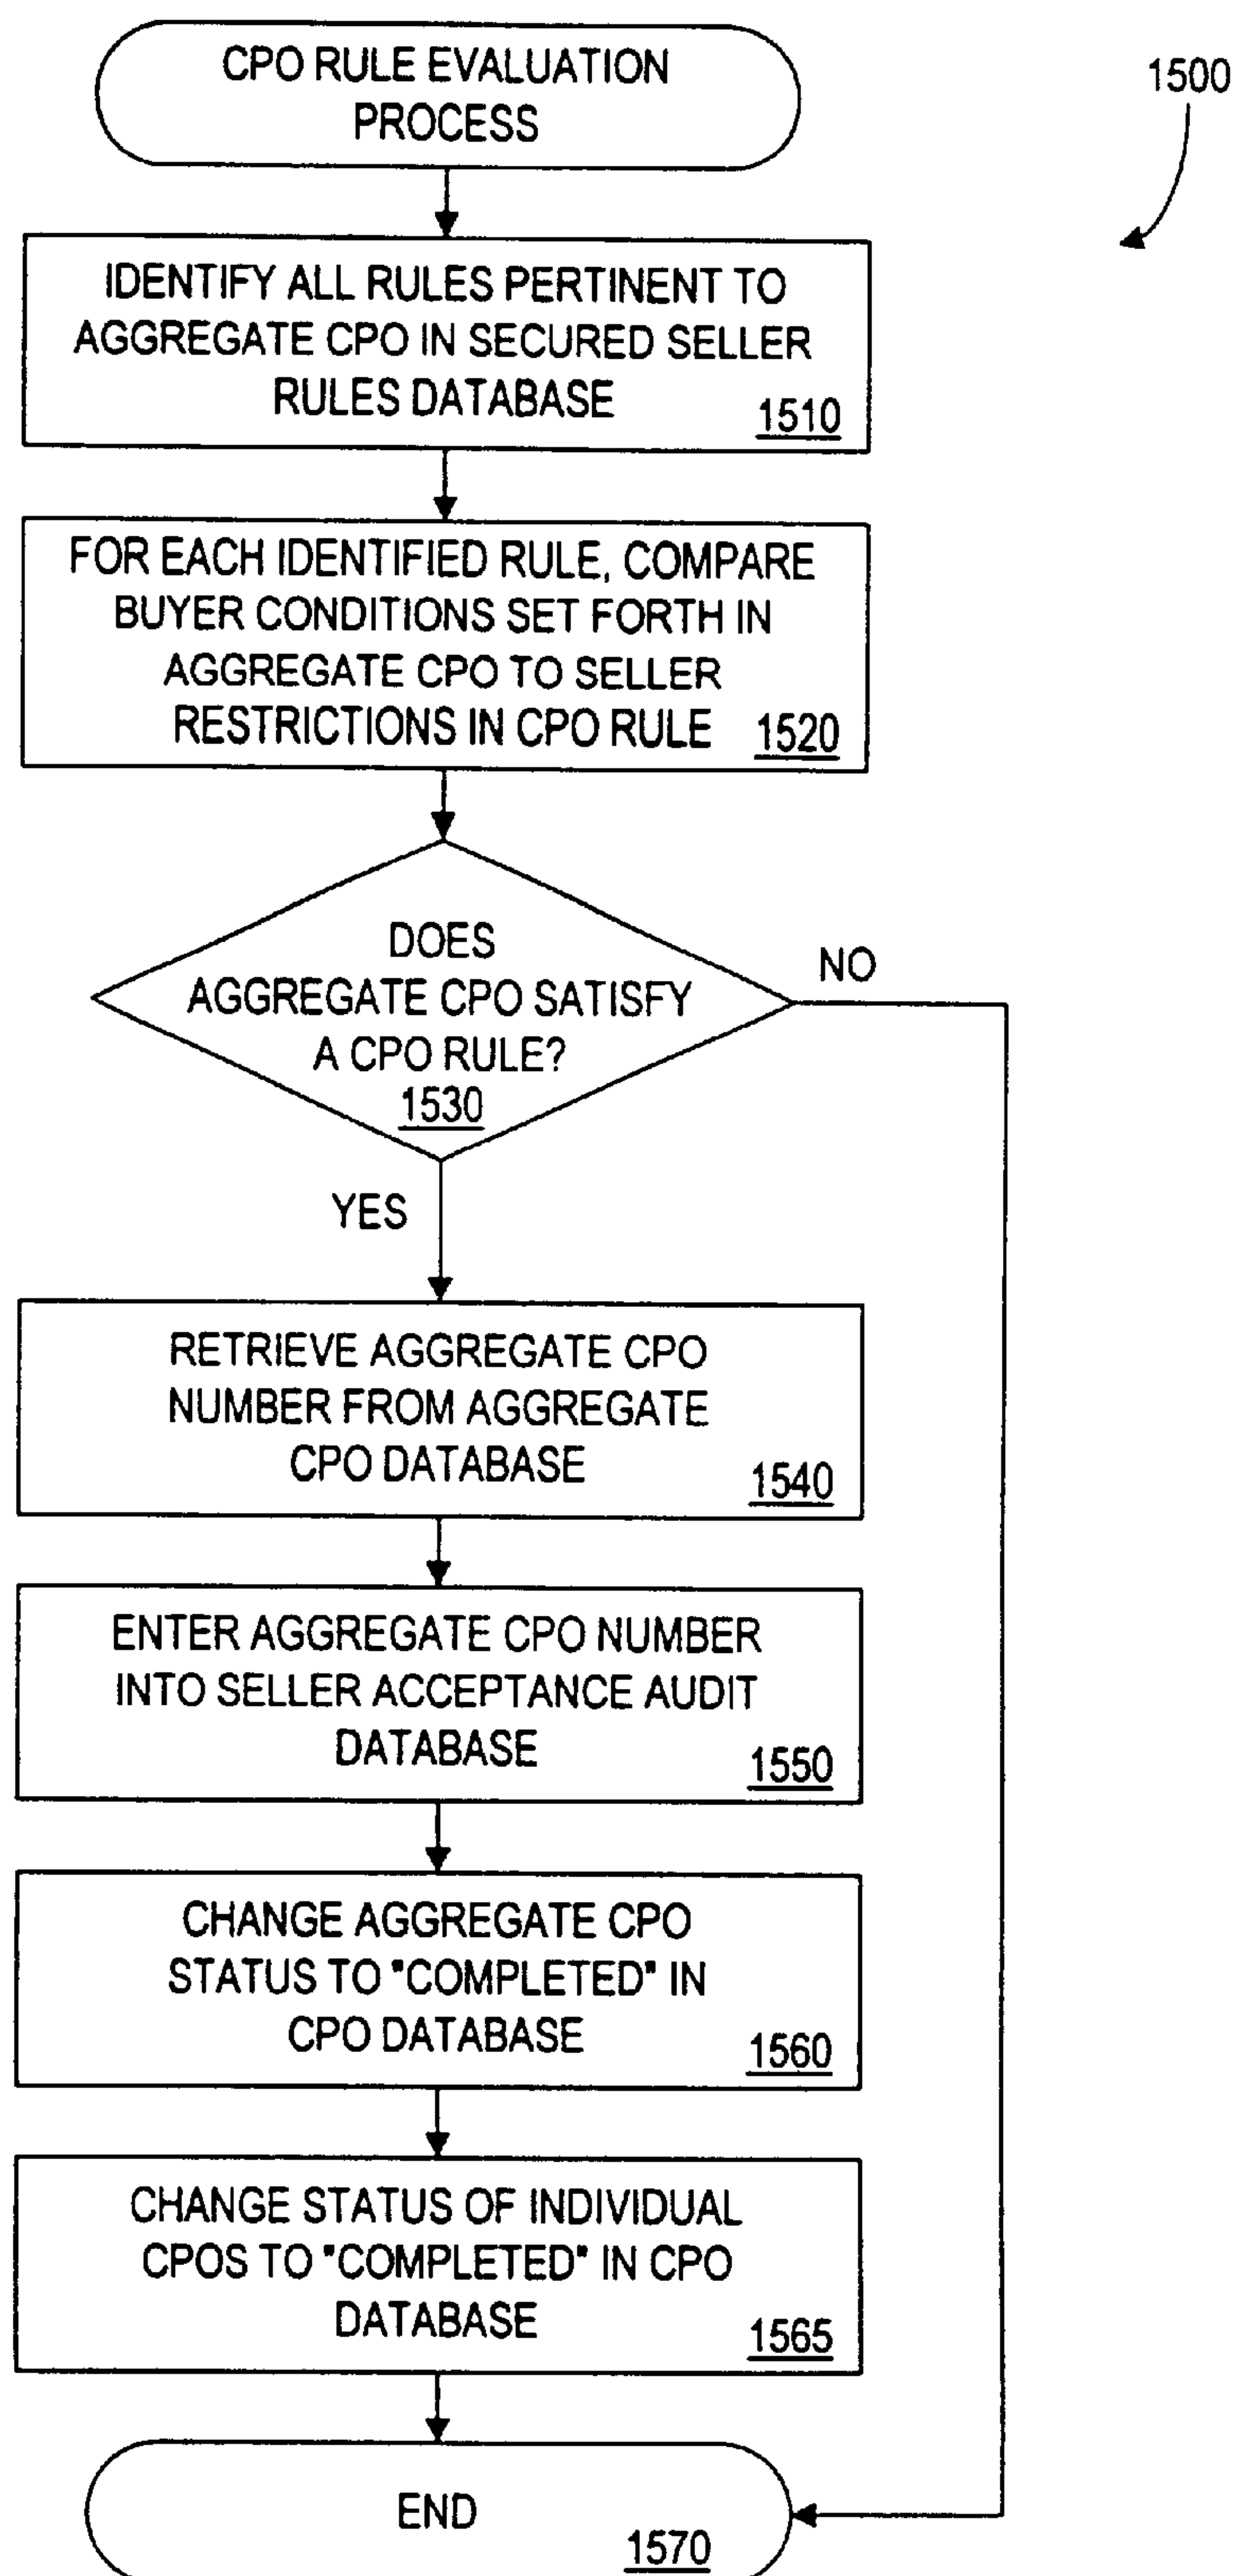 CPO RULE EVALUATION
PROCESS
1500
IDENTIFY ALL RULES PERTINENT TO
AGGREGATE CPO IN SECURED SELLER
RULES DATABASE
1510
FOR EACH IDENTIFIED RULE, COMPARE
BUYER CONDITIONS SET FORTH IN
AGGREGATE CPO TO SELLER
RESTRICTIONS IN CPO RULE
1520
DOES
AGGREGATE CPO SATISFY
A CPO RULE?
1530
NO
YES
RETRIEVE AGGREGATE CPO
NUMBER FROM AGGREGATE
CPO DATABASE
1540
ENTER AGGREGATE CPO NUMBER
INTO SELLER ACCEPTANCE AUDIT
DATABASE
1550
CHANGE AGGREGATE CPO
STATUS TO "COMPLETED" IN
CPO DATABASE
1560
CHANGE STATUS OF INDIVIDUAL
CPOS TO "COMPLETED" IN CPO
DATABASE
1565
END
1570